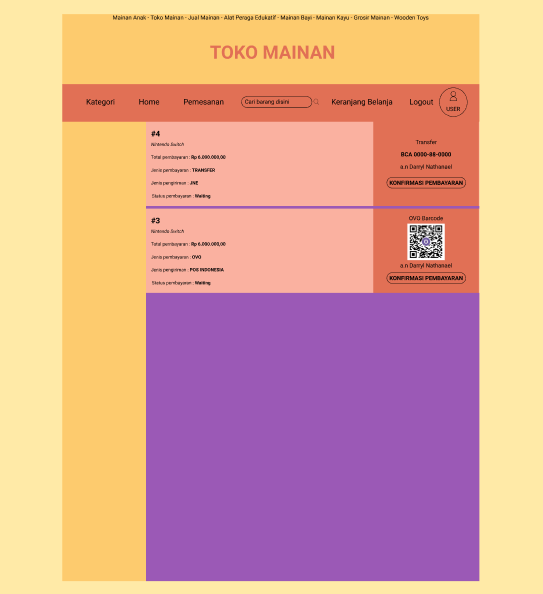 Mainan Anak - Toko Mainan - Jual Mainan - Alat Peraga Edukatif - Mainan Bayi - Mainan Kayu - Grosir Mainan - Wooden Toys
TOKO MAINAN
Kategori
Home
Pemesanan
Cari barang disini
Keranjang Belanja
Logout
USER
#4
Nintendo Switch
Total pembayaran : Rp 6.000.000,00
Jenis pembayaran : TRANSFER
Jenis pengiriman : JNE
Status pembayaran : Waiting
Transfer
BCA 0000-88-0000
a.n Darryl Nathanael
KONFIRMASI PEMBAYARAN
#3
Nintendo Switch
Total pembayaran : Rp 6.000.000,00
Jenis pembayaran : OVO
Jenis pengiriman : POS INDONESIA
Status pembayaran : Waiting
OVO Barcode
a.n Darryl Nathanael
KONFIRMASI PEMBAYARAN